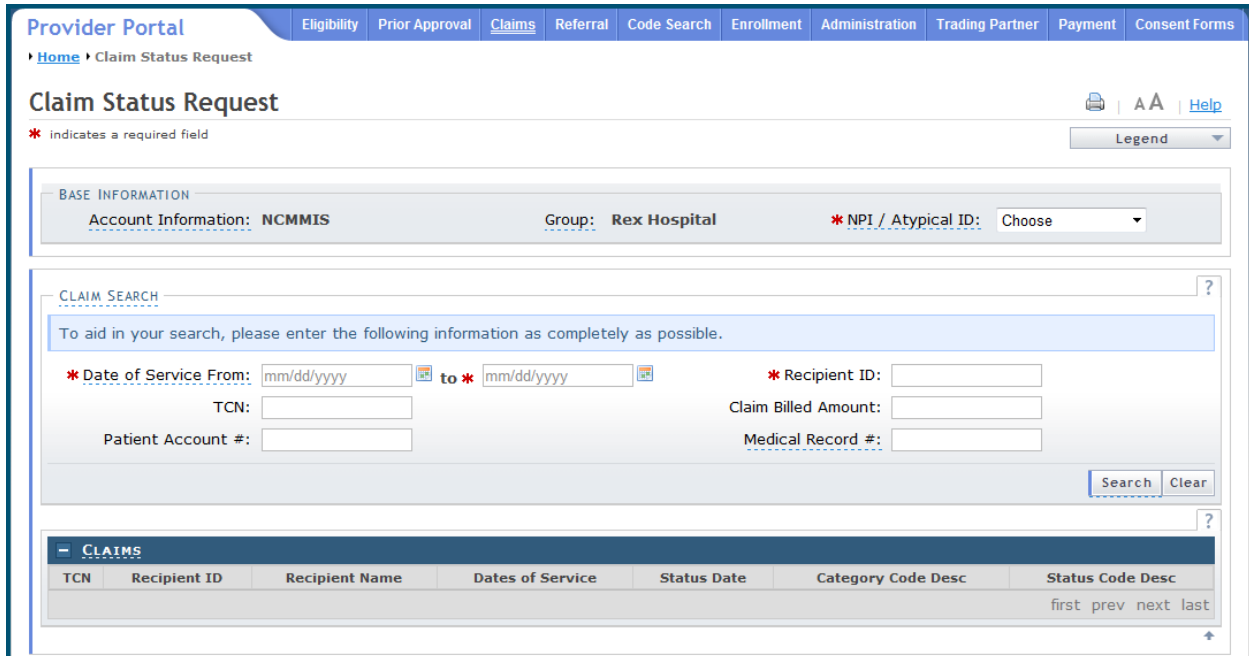 Provider Portal
Eligibility Prior Approval Claims Referral Code Search Enrollment Administration Trading Partner Payment Consent Forms
Home Claim Status Request
Claim Status Request
A A | Help
* indicates a required field
Legend
BASE INFORMATION
Account Information: NCMMIS Group: Rex Hospital * NPI / Atypical ID: Choose
?
CLAIM SEARCH
To aid in your search, please enter the following information as completely as possible.
* Date of Service From: mm/dd/yyyy to * mm/dd/yyyy * Recipient ID:
TCN: Claim Billed Amount:
Patient Account #: Medical Record #:
Search Clear
?
CLAIMS
TCN Recipient ID Recipient Name Dates of Service Status Date Category Code Desc Status Code Desc
first prev next last